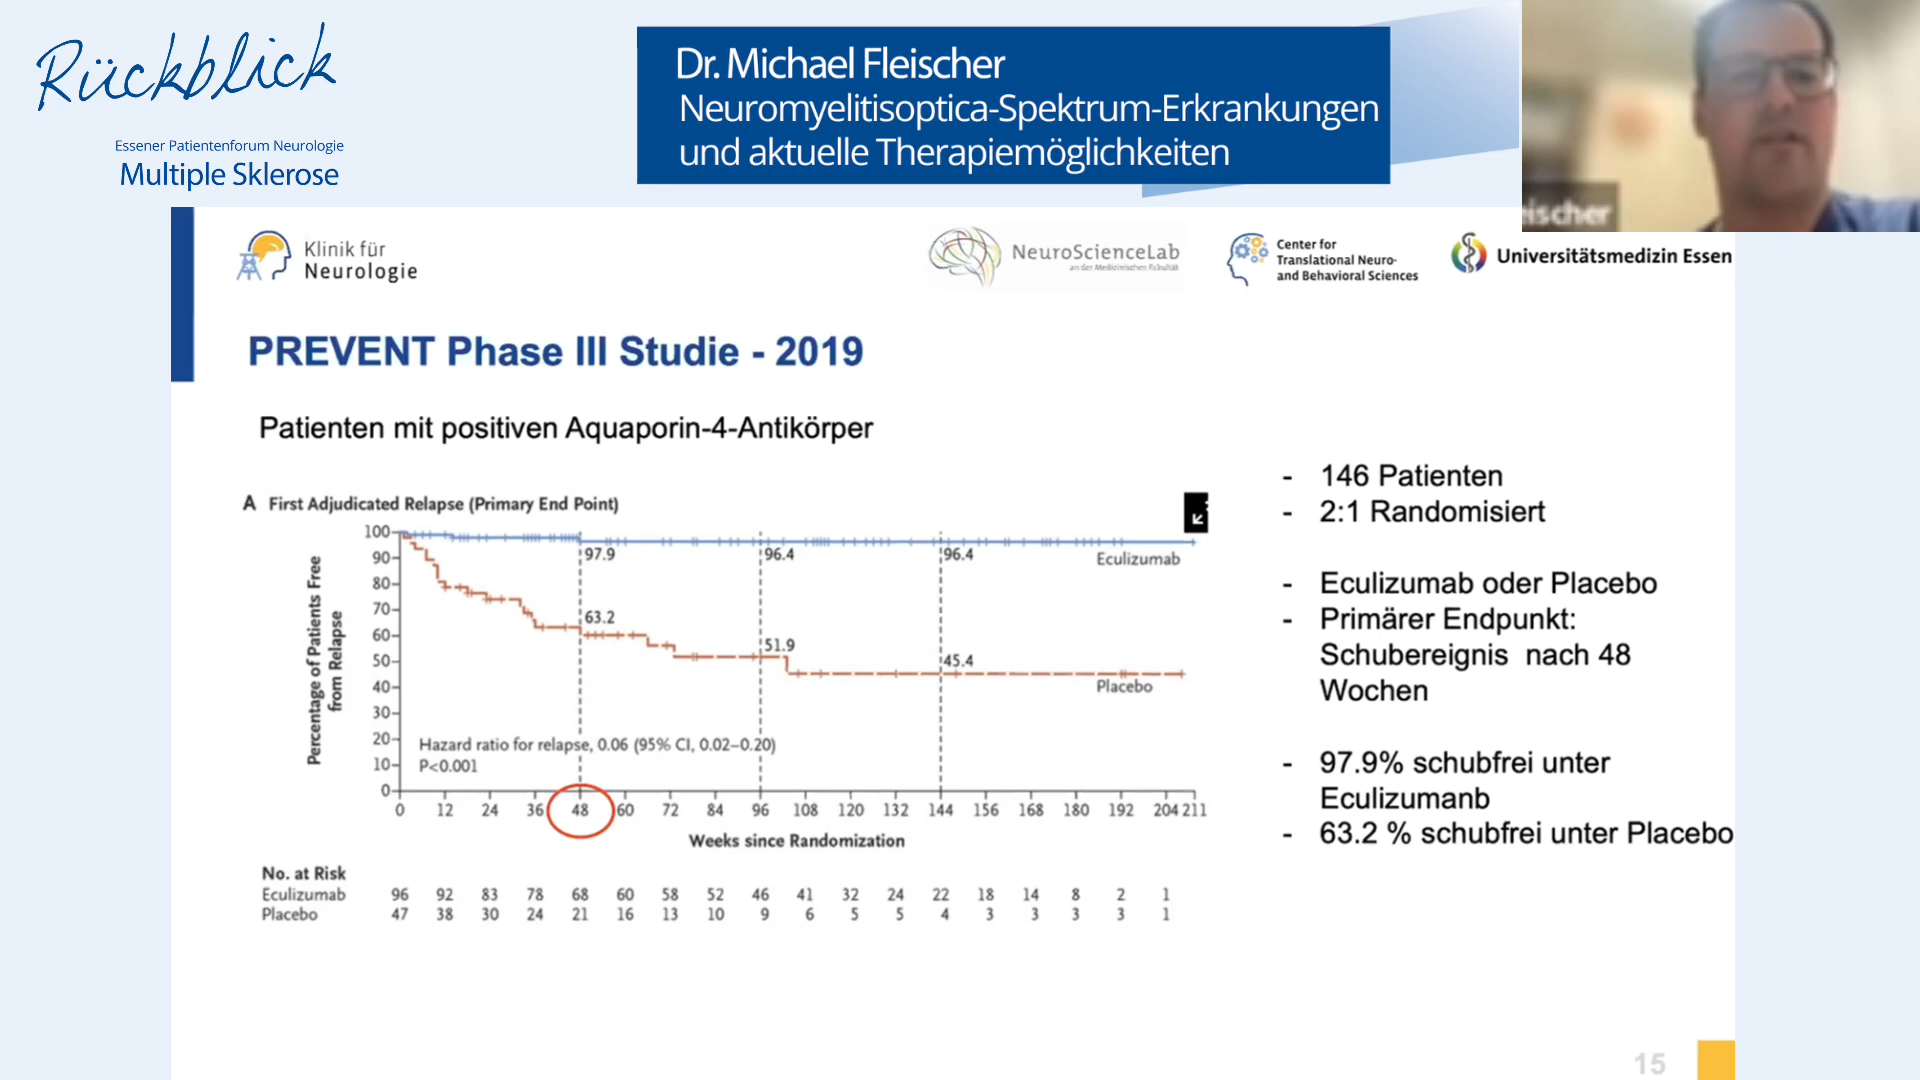 Rückblick
Essener Patientenforum Neurologie
Multiple Sklerose
Dr. Michael Fleischer
Neuromyelitisoptica-Spektrum-Erkrankungen
und aktuelle Therapiemöglichkeiten
ischer
Klinik für
Neurologie
NeuroScienceLab
an der Medizinischen Fakultät
Center for
Translational Neuro-
and Behavioral Sciences
Universitätsmedizin Essen
PREVENT Phase III Studie - 2019
Patienten mit positiven Aquaporin-4-Antikörper
A First Adjudicated Relapse (Primary End Point)
Percentage of Patients Free
from Relapse
100
90
80
70
60
50
40
30
20
10
0
97.9
96.4
96.4
Eculizumab
63.2
51.9
45.4
Placebo
Hazard ratio for relapse, 0.06 (95% CI, 0.02–0.20)
P<0.001
0 12 24 36 48 60 72 84 96 108 120 132 144 156 168 180 192 204 211
Weeks since Randomization
No. at Risk
Eculizumab 96 92 83 78 68 60 58 52 46 41 32 24 22 18 14 8 2 1
Placebo 47 38 30 24 21 16 13 10 9 6 5 5 4 3 3 3 3 1
- 146 Patienten
- 2:1 Randomisiert
- Eculizumab oder Placebo
- Primärer Endpunkt:
Schubereignis nach 48
Wochen
- 97.9% schubfrei unter
Eculizumanb
- 63.2 % schubfrei unter Placebo
15